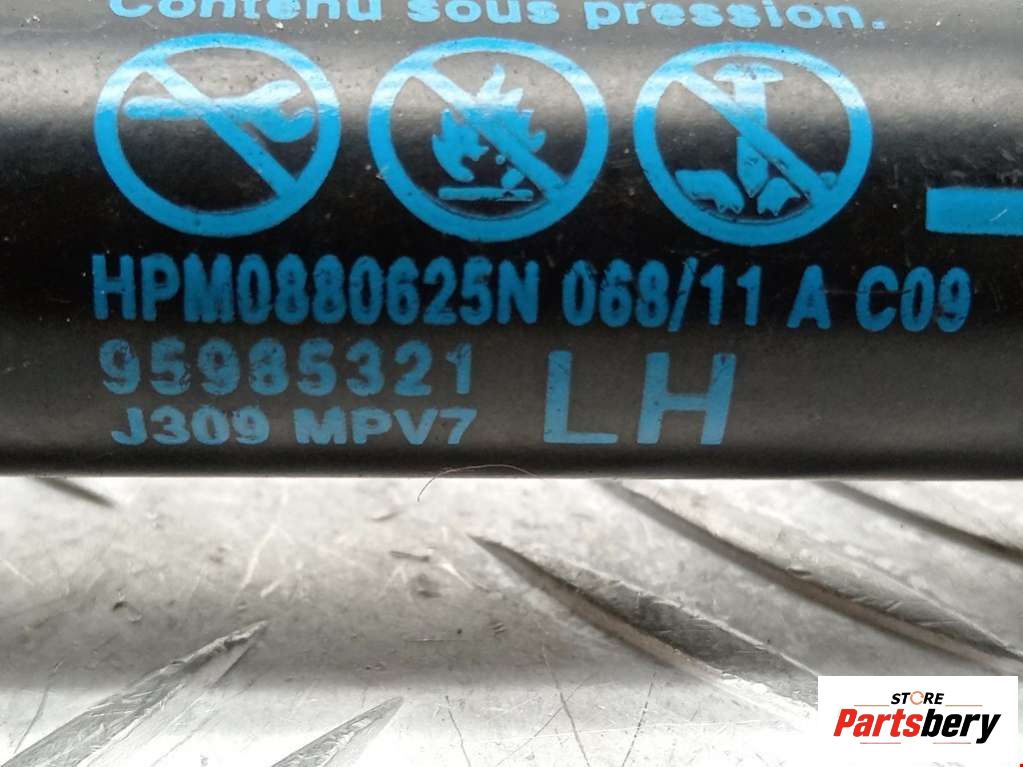 Contenu sous pression.
HPM0880625N 068/11 A C09
95985321
J309 MPV7 LH
STORE
Partsbery